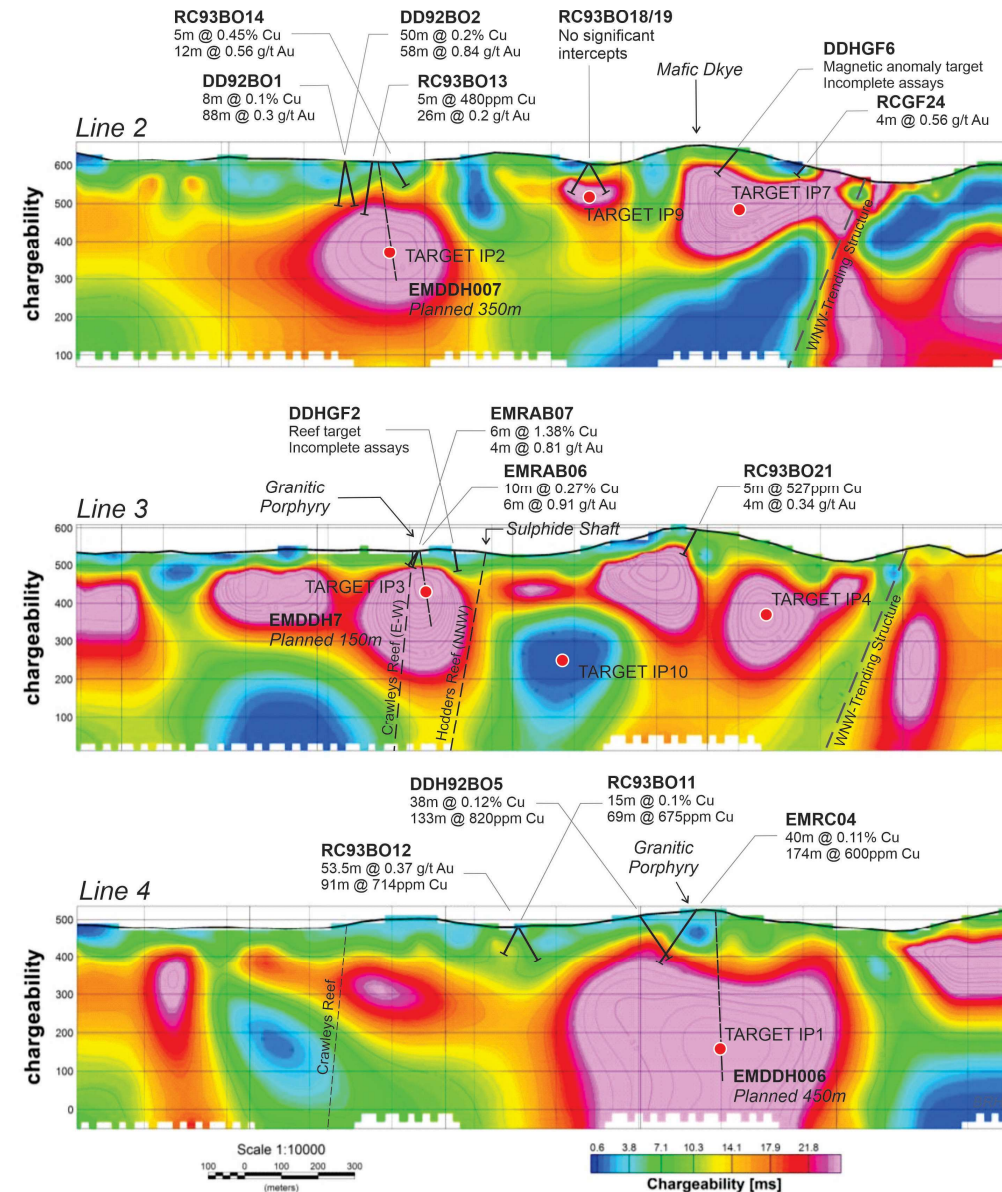 RC93BO14
5m @ 0.45% Cu
12m @ 0.56 g/t Au
DD92BO2
50m @ 0.2% Cu
58m @ 0.84 g/t Au
RC93BO18/19
No significant
intercepts
DDHGF6
Magnetic anomaly target
Incomplete assays
Mafic Dkye
DD92BO1
8m @ 0.1% Cu
88m @ 0.3 g/t Au
RC93BO13
5m @ 480ppm Cu
26m @ 0.2 g/t Au
RCGF24
4m @ 0.56 g/t Au
Line 2
chargeability
600
500
400
300
200
100
TARGET IP2
EMDDH007
Planned 350m
TARGET IP9
TARGET IP7
WNW-Trending Structure
DDHGF2
Reef target
Incomplete assays
EMRAB07
6m @ 1.38% Cu
4m @ 0.81 g/t Au
EMRAB06
10m @ 0.27% Cu
6m @ 0.91 g/t Au
RC93BO21
5m @ 527ppm Cu
4m @ 0.34 g/t Au
Granitic
Porphyry
Sulphide Shaft
Line 3
chargeability
600
500
400
300
200
100
TARGET IP3
EMDDH7
Planned 150m
Crawleys Reef (E-W)
Hodders Reef (NNW)
TARGET IP10
TARGET IP4
WNW-Trending Structure
DDH92BO5
38m @ 0.12% Cu
133m @ 820ppm Cu
RC93BO11
15m @ 0.1% Cu
69m @ 675ppm Cu
EMRC04
40m @ 0.11% Cu
174m @ 600ppm Cu
RC93BO12
53.5m @ 0.37 g/t Au
91m @ 714ppm Cu
Granitic
Porphyry
Line 4
chargeability
500
400
300
200
100
0
Crawleys Reef
TARGET IP1
EMDDH006
Planned 450m
Scale 1:10000
100 0 100 200 300
(meters)
0.6 3.8 7.1 10.3 14.1 17.9 21.8
Chargeability [ms]